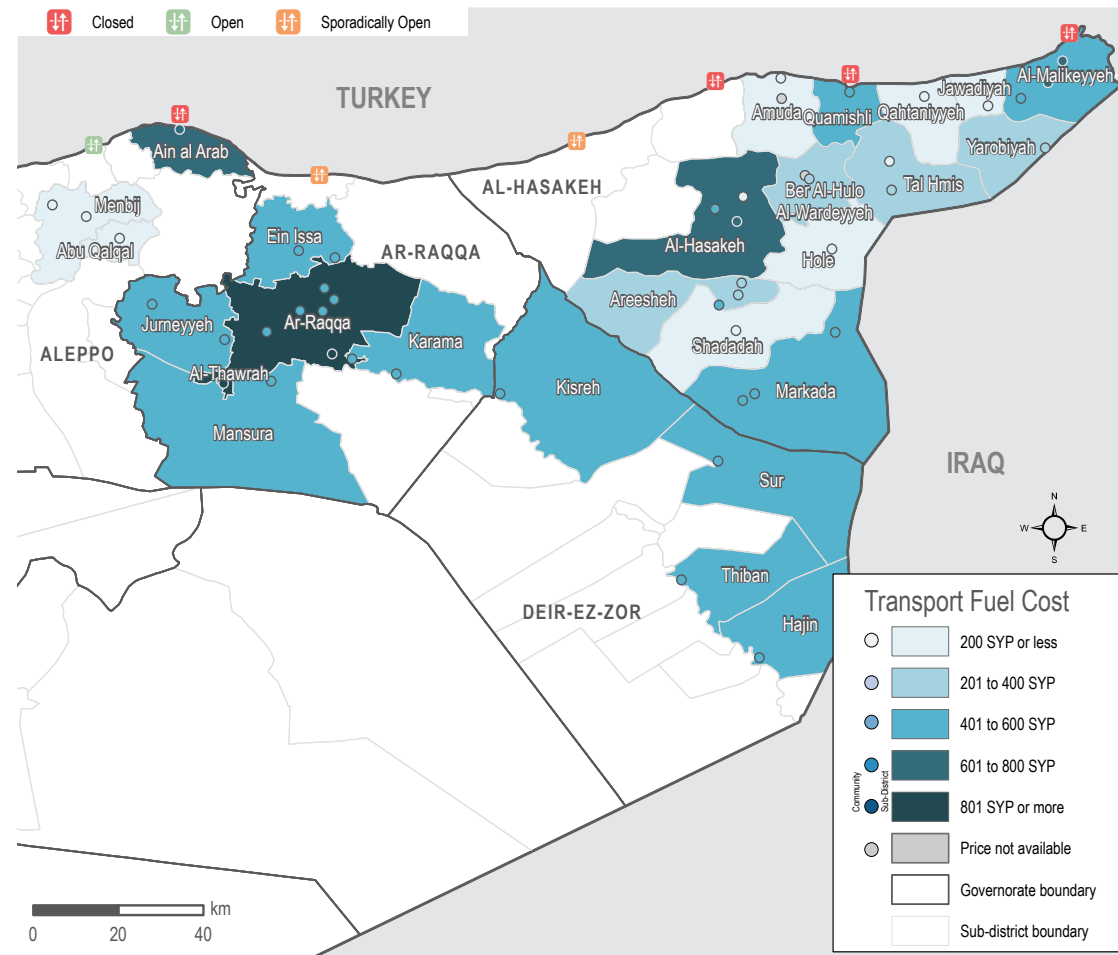 Closed
Open
Sporadically Open
TURKEY
Al-Malikeyyeh
Jawadiyah
Amuda
Quamishli
Qahtaniyyeh
Ain al Arab
Yarobiyah
AL-HASAKEH
Ber Al-Hulo
Al-Wardeyyeh
Tal Hmis
Menbij
Abu Qalqal
Ein Issa
AR-RAQQA
Al-Hasakeh
Hole
Areesheh
Jurneyyeh
Ar-Raqqa
Karama
Shadadah
ALEPPO
Al-Thawrah
Kisreh
Markada
Mansura
IRAQ
Sur
N
W
E
S
Thiban
DEIR-EZ-ZOR
Hajin
Transport Fuel Cost
200 SYP or less
201 to 400 SYP
401 to 600 SYP
601 to 800 SYP
801 SYP or more
Community
Sub-District
Price not available
Governorate boundary
Sub-district boundary
km
0 20 40